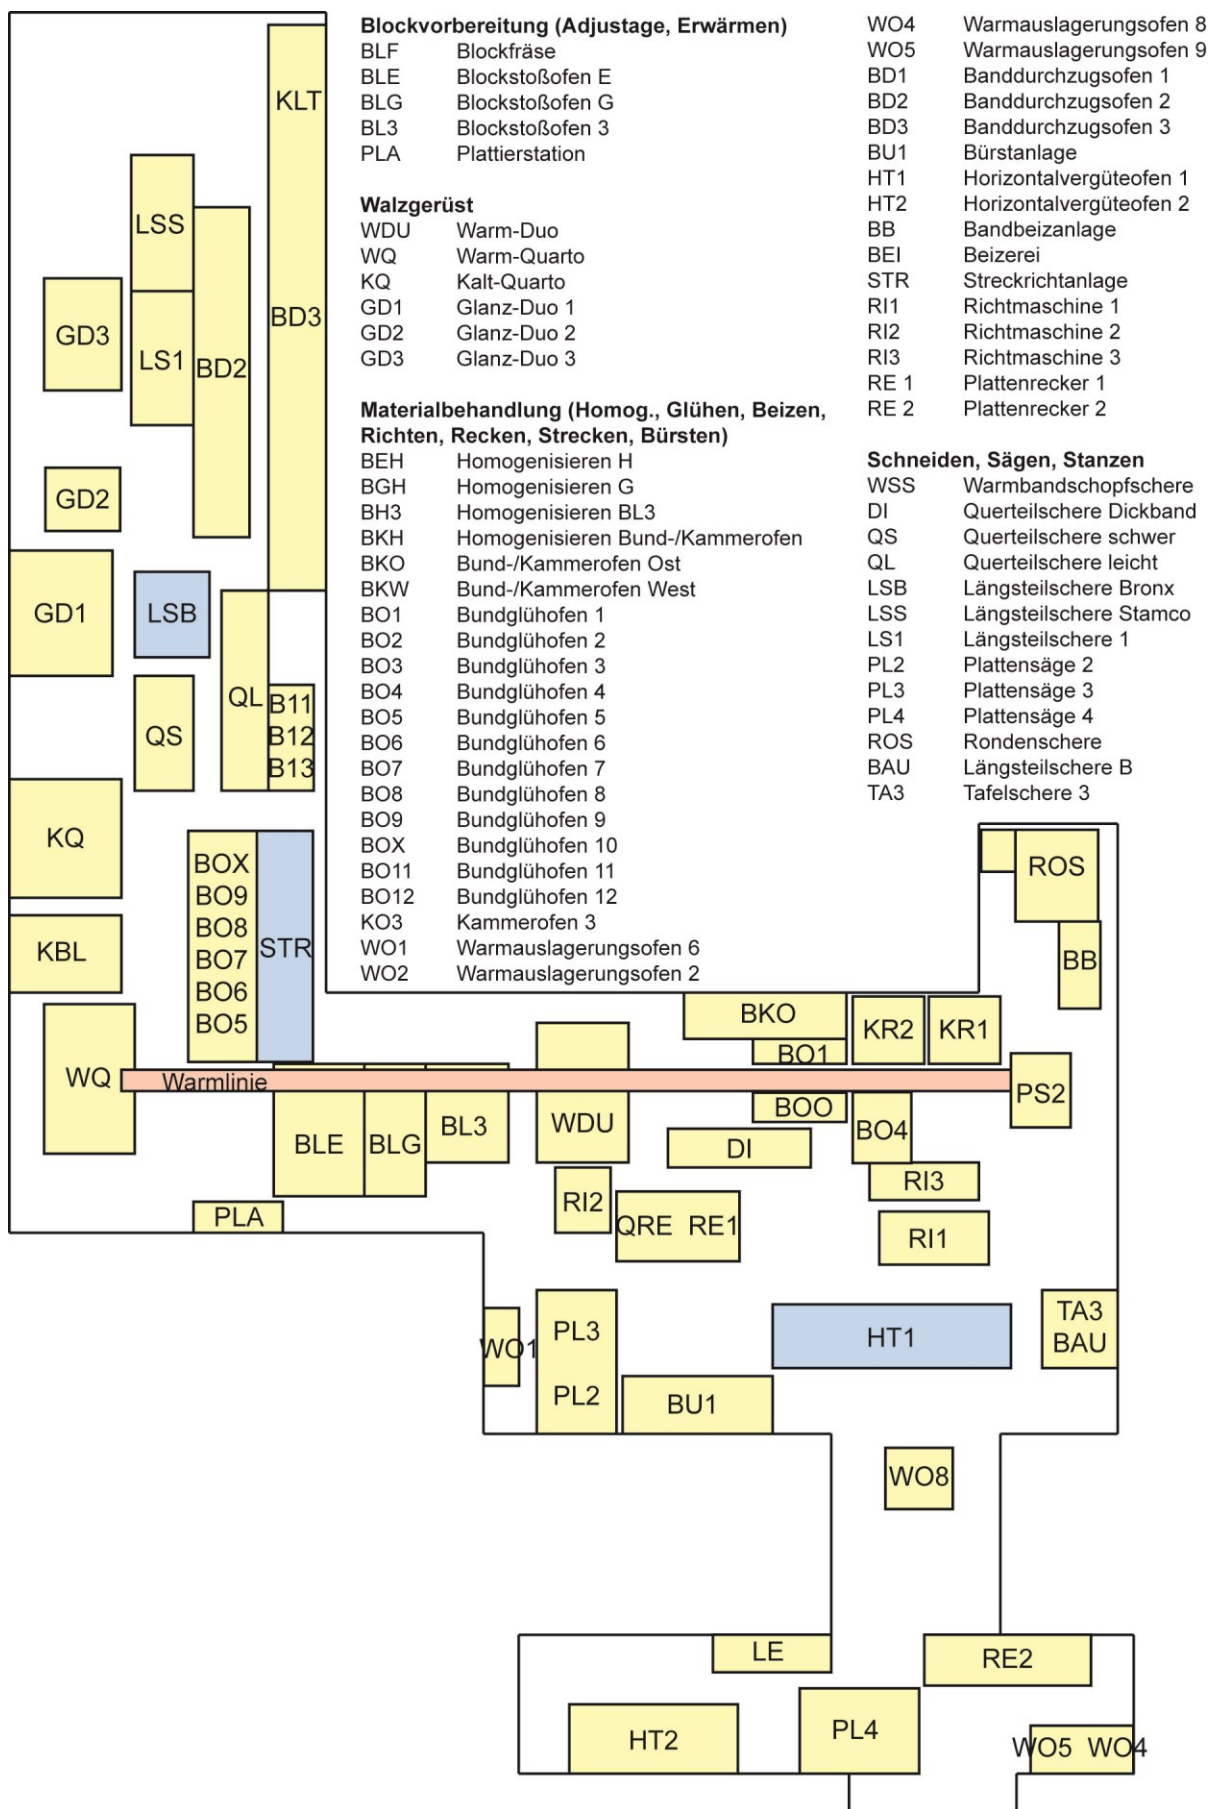 Blockvorbereitung (Adjustage, Erwärmen)
BLF Blockfräse
BLE Blockstoßofen E
BLG Blockstoßofen G
BL3 Blockstoßofen 3
PLA Plattierstation
Walzgerüst
WDU Warm-Duo
WQ Warm-Quarto
KQ Kalt-Quarto
GD1 Glanz-Duo 1
GD2 Glanz-Duo 2
GD3 Glanz-Duo 3
Materialbehandlung (Homog., Glühen, Beizen,
Richten, Recken, Strecken, Bürsten)
BEH Homogenisieren H
BGH Homogenisieren G
BH3 Homogenisieren BL3
BKH Homogenisieren Bund-/Kammerofen
BKO Bund-/Kammerofen Ost
BKW Bund-/Kammerofen West
BO1 Bundglühofen 1
BO2 Bundglühofen 2
BO3 Bundglühofen 3
BO4 Bundglühofen 4
BO5 Bundglühofen 5
BO6 Bundglühofen 6
BO7 Bundglühofen 7
BO8 Bundglühofen 8
BO9 Bundglühofen 9
BOX Bundglühofen 10
BO11 Bundglühofen 11
BO12 Bundglühofen 12
KO3 Kammerofen 3
WO1 Warmauslagerungsofen 6
WO2 Warmauslagerungsofen 2
WO4 Warmauslagerungsofen 8
WO5 Warmauslagerungsofen 9
BD1 Banddurchzugsofen 1
BD2 Banddurchzugsofen 2
BD3 Banddurchzugsofen 3
BU1 Bürstanlage
HT1 Horizontalvergüteofen 1
HT2 Horizontalvergüteofen 2
BB Bandbeizanlage
BEI Beizerei
STR Streckrichtanlage
RI1 Richtmaschine 1
RI2 Richtmaschine 2
RI3 Richtmaschine 3
RE 1 Plattenrecker 1
RE 2 Plattenrecker 2
Schneiden, Sägen, Stanzen
WSS Warmbandschopfschere
DI Querteilschere Dickband
QS Querteilschere schwer
QL Querteilschere leicht
LSB Längsteilschere Bronx
LSS Längsteilschere Stamco
LS1 Längsteilschere 1
PL2 Plattensäge 2
PL3 Plattensäge 3
PL4 Plattensäge 4
ROS Rondenschere
BAU Längsteilschere B
TA3 Tafelschere 3
KLT
LSS
BD3
GD3
LS1
BD2
GD2
GD1
LSB
QL
B11
QS
B12
B13
KQ
BOX
BO9
BO8
BO7
BO6
BO5
STR
KBL
ROS
BB
BKO
KR2
KR1
BO1
WQ
Warmlinie
PS2
BOO
BLE
BLG
BL3
WDU
BO4
DI
RI3
RI2
PLA
QRE RE1
RI1
WO1
PL3
HT1
TA3
BAU
PL2
BU1
WO8
LE
RE2
HT2
PL4
WO5 WO4